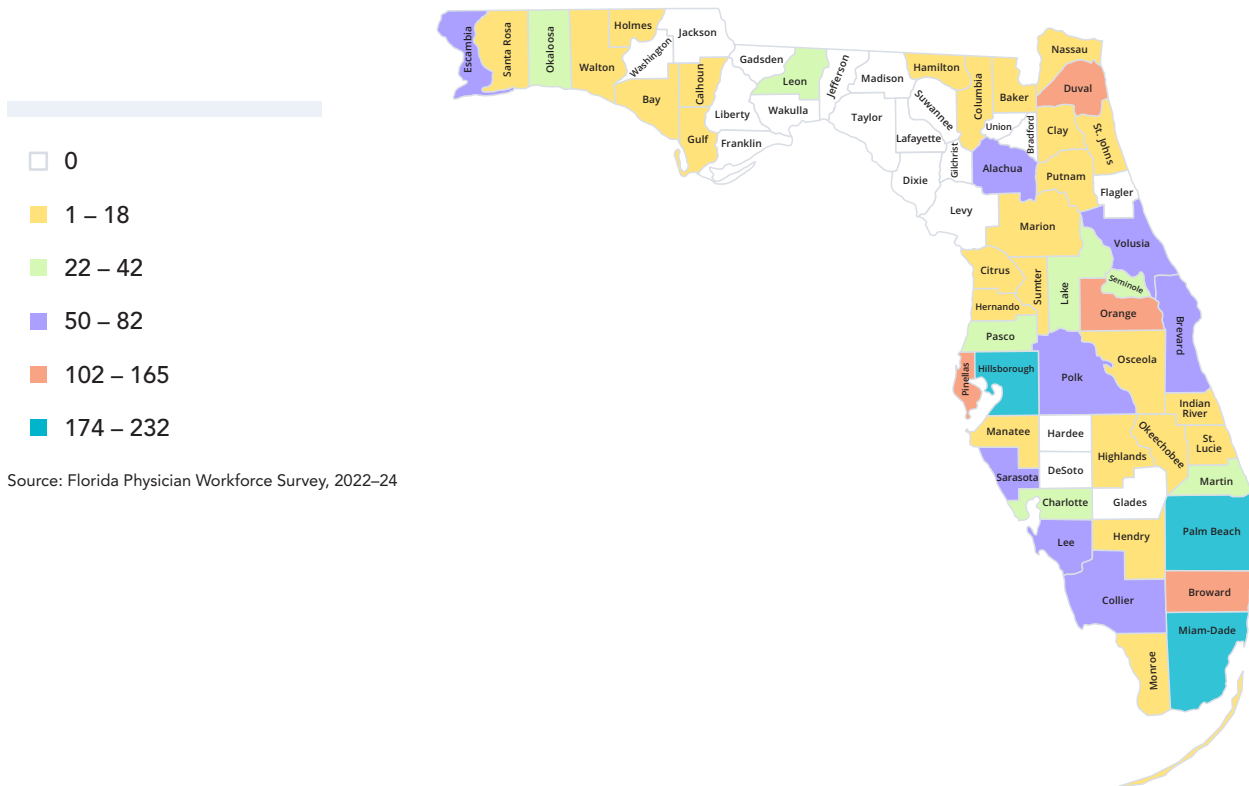 0
1 – 18
22 – 42
50 – 82
102 – 165
174 – 232
Source: Florida Physician Workforce Survey, 2022–24
Escambia
Santa Rosa
Okaloosa
Walton
Holmes
Washington
Jackson
Bay
Calhoun
Gulf
Gadsden
Liberty
Franklin
Leon
Wakulla
Jefferson
Madison
Taylor
Hamilton
Suwannee
Lafayette
Dixie
Columbia
Gilchrist
Levy
Baker
Union
Bradford
Alachua
Nassau
Duval
Clay
St. Johns
Putnam
Flagler
Marion
Volusia
Citrus
Sumter
Lake
Seminole
Hernando
Orange
Brevard
Pasco
Pinellas
Hillsborough
Polk
Osceola
Indian
River
Manatee
Hardee
Highlands
Okeechobee
St.
Lucie
Sarasota
DeSoto
Martin
Charlotte
Glades
Lee
Hendry
Palm Beach
Collier
Broward
Miam-Dade
Monroe